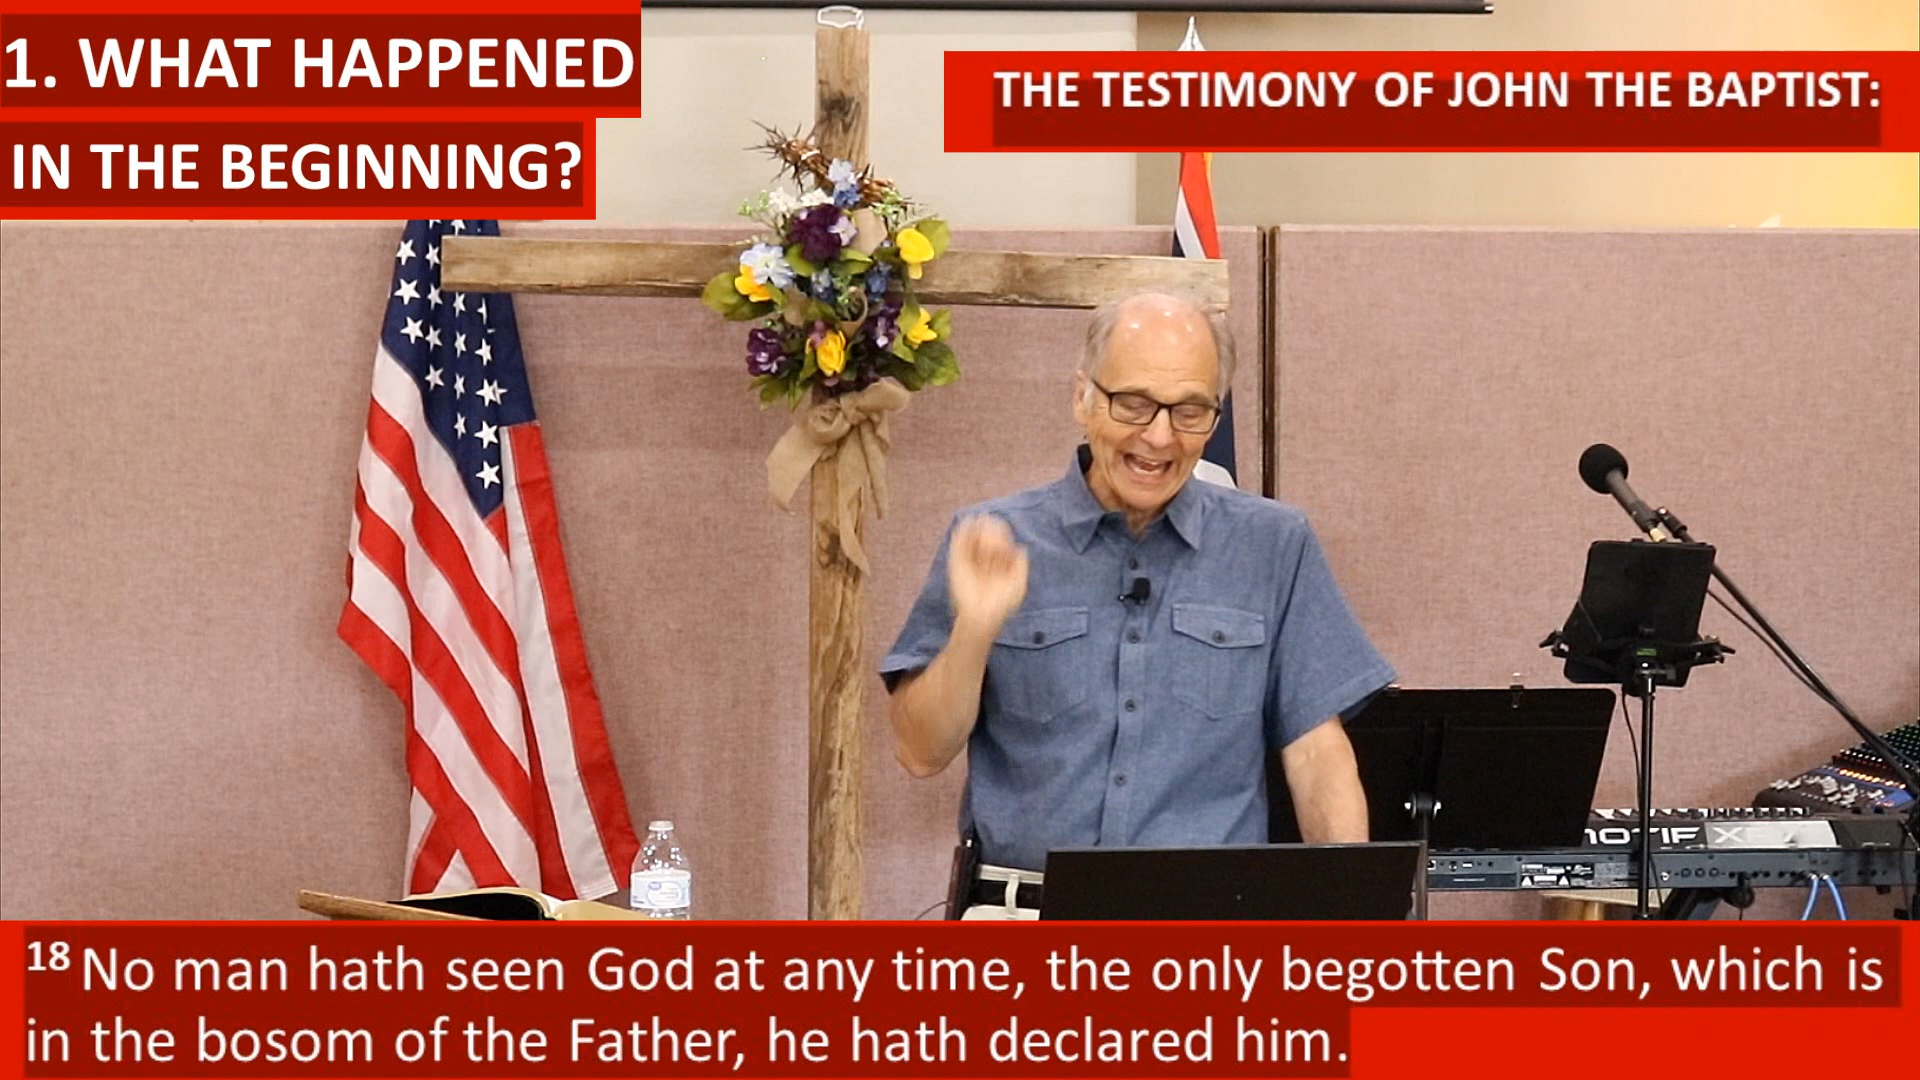 1. WHAT HAPPENED
IN THE BEGINNING?
THE TESTIMONY OF JOHN THE BAPTIST:
MOTIF
18 No man hath seen God at any time, the only begotten Son, which is
in the bosom of the Father, he hath declared him.